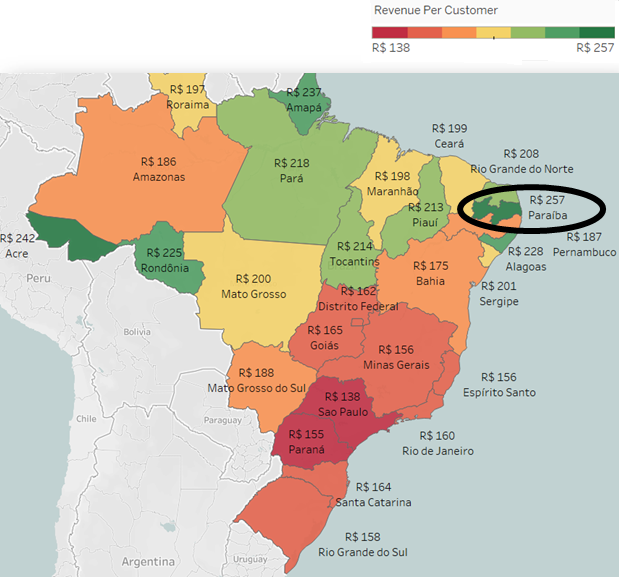 Revenue Per Customer
R$ 138
R$ 257
R$ 197
Roraima
R$ 237
Amapá
R$ 199
Ceará
R$ 208
Rio Grande do Norte
R$ 186
Amazonas
R$ 218
Pará
R$ 198
Maranhão
R$ 213
Piauí
R$ 257
Paraíba
R$ 242
Acre
R$ 225
Rondônia
R$ 214
Tocantins
R$ 228
Alagoas
R$ 187
Pernambuco
Peru
R$ 200
Mato Grosso
R$ 175
Bahia
R$ 201
Sergipe
R$ 162
Distrito Federal
Bolivia
R$ 165
Goiás
R$ 156
Minas Gerais
R$ 188
Mato Grosso do Sul
R$ 156
Espírito Santo
R$ 138
Sao Paulo
Chile
Paraguay
R$ 155
Paraná
R$ 160
Rio de Janeiro
R$ 164
Santa Catarina
R$ 158
Rio Grande do Sul
Argentina
Uruguay